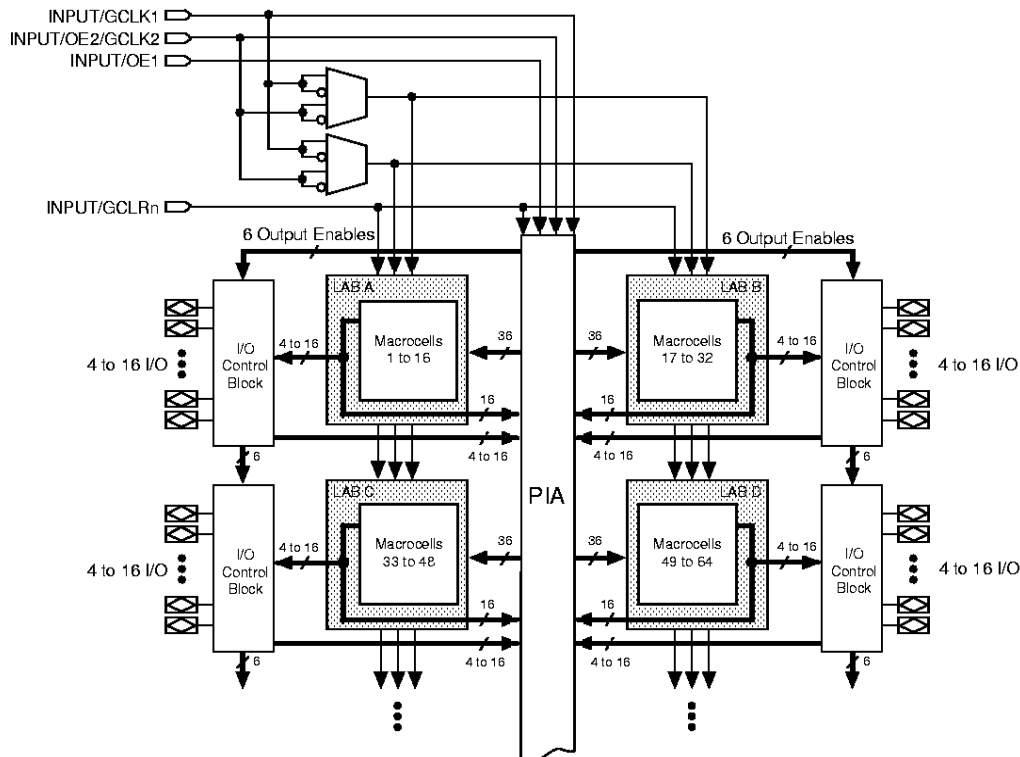 INPUT/GCLK1
INPUT/OE2/GCLK2
INPUT/OE1
INPUT/GCLRn
6 Output Enables
6 Output Enables
LAB A
LAB B
Macrocells
1 to 16
Macrocells
17 to 32
I/O
Control
Block
I/O
Control
Block
4 to 16 I/O
4 to 16
36
36
4 to 16
4 to 16 I/O
16
16
4 to 16
4 to 16
6
6
PIA
LAB C
LAB D
Macrocells
33 to 48
Macrocells
49 to 64
I/O
Control
Block
I/O
Control
Block
4 to 16 I/O
4 to 16
36
36
4 to 16
4 to 16 I/O
16
16
4 to 16
4 to 16
6
6